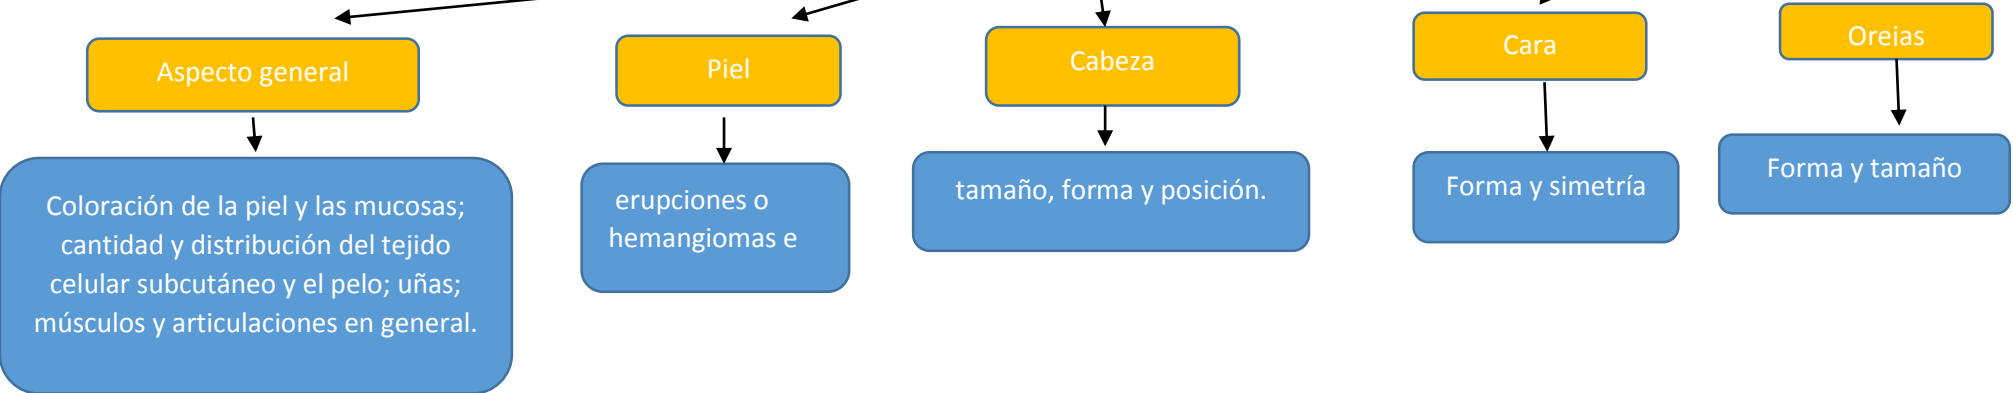 Aspecto general
Piel
Cabeza
Cara
Orejas
Coloración de la piel y las mucosas;
cantidad y distribución del tejido
celular subcutáneo y el pelo; uñas;
músculos y articulaciones en general.
erupciones o
hemangiomas e
tamaño, forma y posición.
Forma y simetría
Forma y tamaño